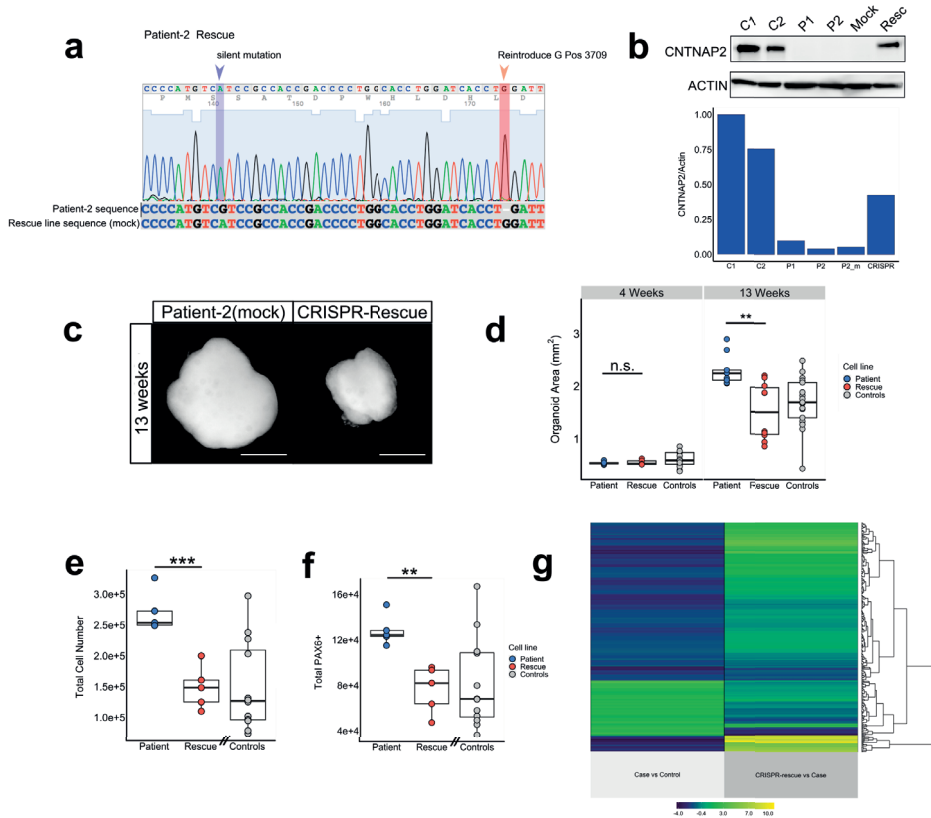 a
Patient-2 Rescue
silent mutation
Reintroduce G Pos 3709
CCCCATGTCATCCGCCACCGACCCCTGGCACCTGGATCACCTGGATT
P M S S A T D P W H L D H L D
140 160 170
Patient-2 sequence
CCCCATGTCGTCCGCCACCGACCCCTGGCACCTGGATCACCT GATT
Rescue line sequence (mock)
CCCCATGTCATCCGCCACCGACCCCTGGCACCTGGATCACCTGGATT
b
C1 C2 P1 P2 Mock Resc
CNTNAP2
ACTIN
CNTNAP2/Actin
1.00
0.75
0.50
0.25
0.00
C1 C2 P1 P2 P2_m CRISPR
c
Patient-2(mock) CRISPR-Rescue
13 weeks
d
4 Weeks 13 Weeks
Organoid Area (mm²)
3
2
1
n.s.
**
Patient Rescue Controls Patient Rescue Controls
Cell line
Patient
Rescue
Controls
e
Total Cell Number
3.0e+5
2.5e+5
2.0e+5
1.5e+5
1.0e+5
***
Patient Rescue Controls
f
Total PAX6+
16e+4
12e+4
8e+4
4e+4
**
Patient Rescue Controls
Cell line
Patient
Rescue
Controls
g
Case vs Control CRISPR-rescue vs Case
-4.0 -0.4 3.0 7.0 10.0